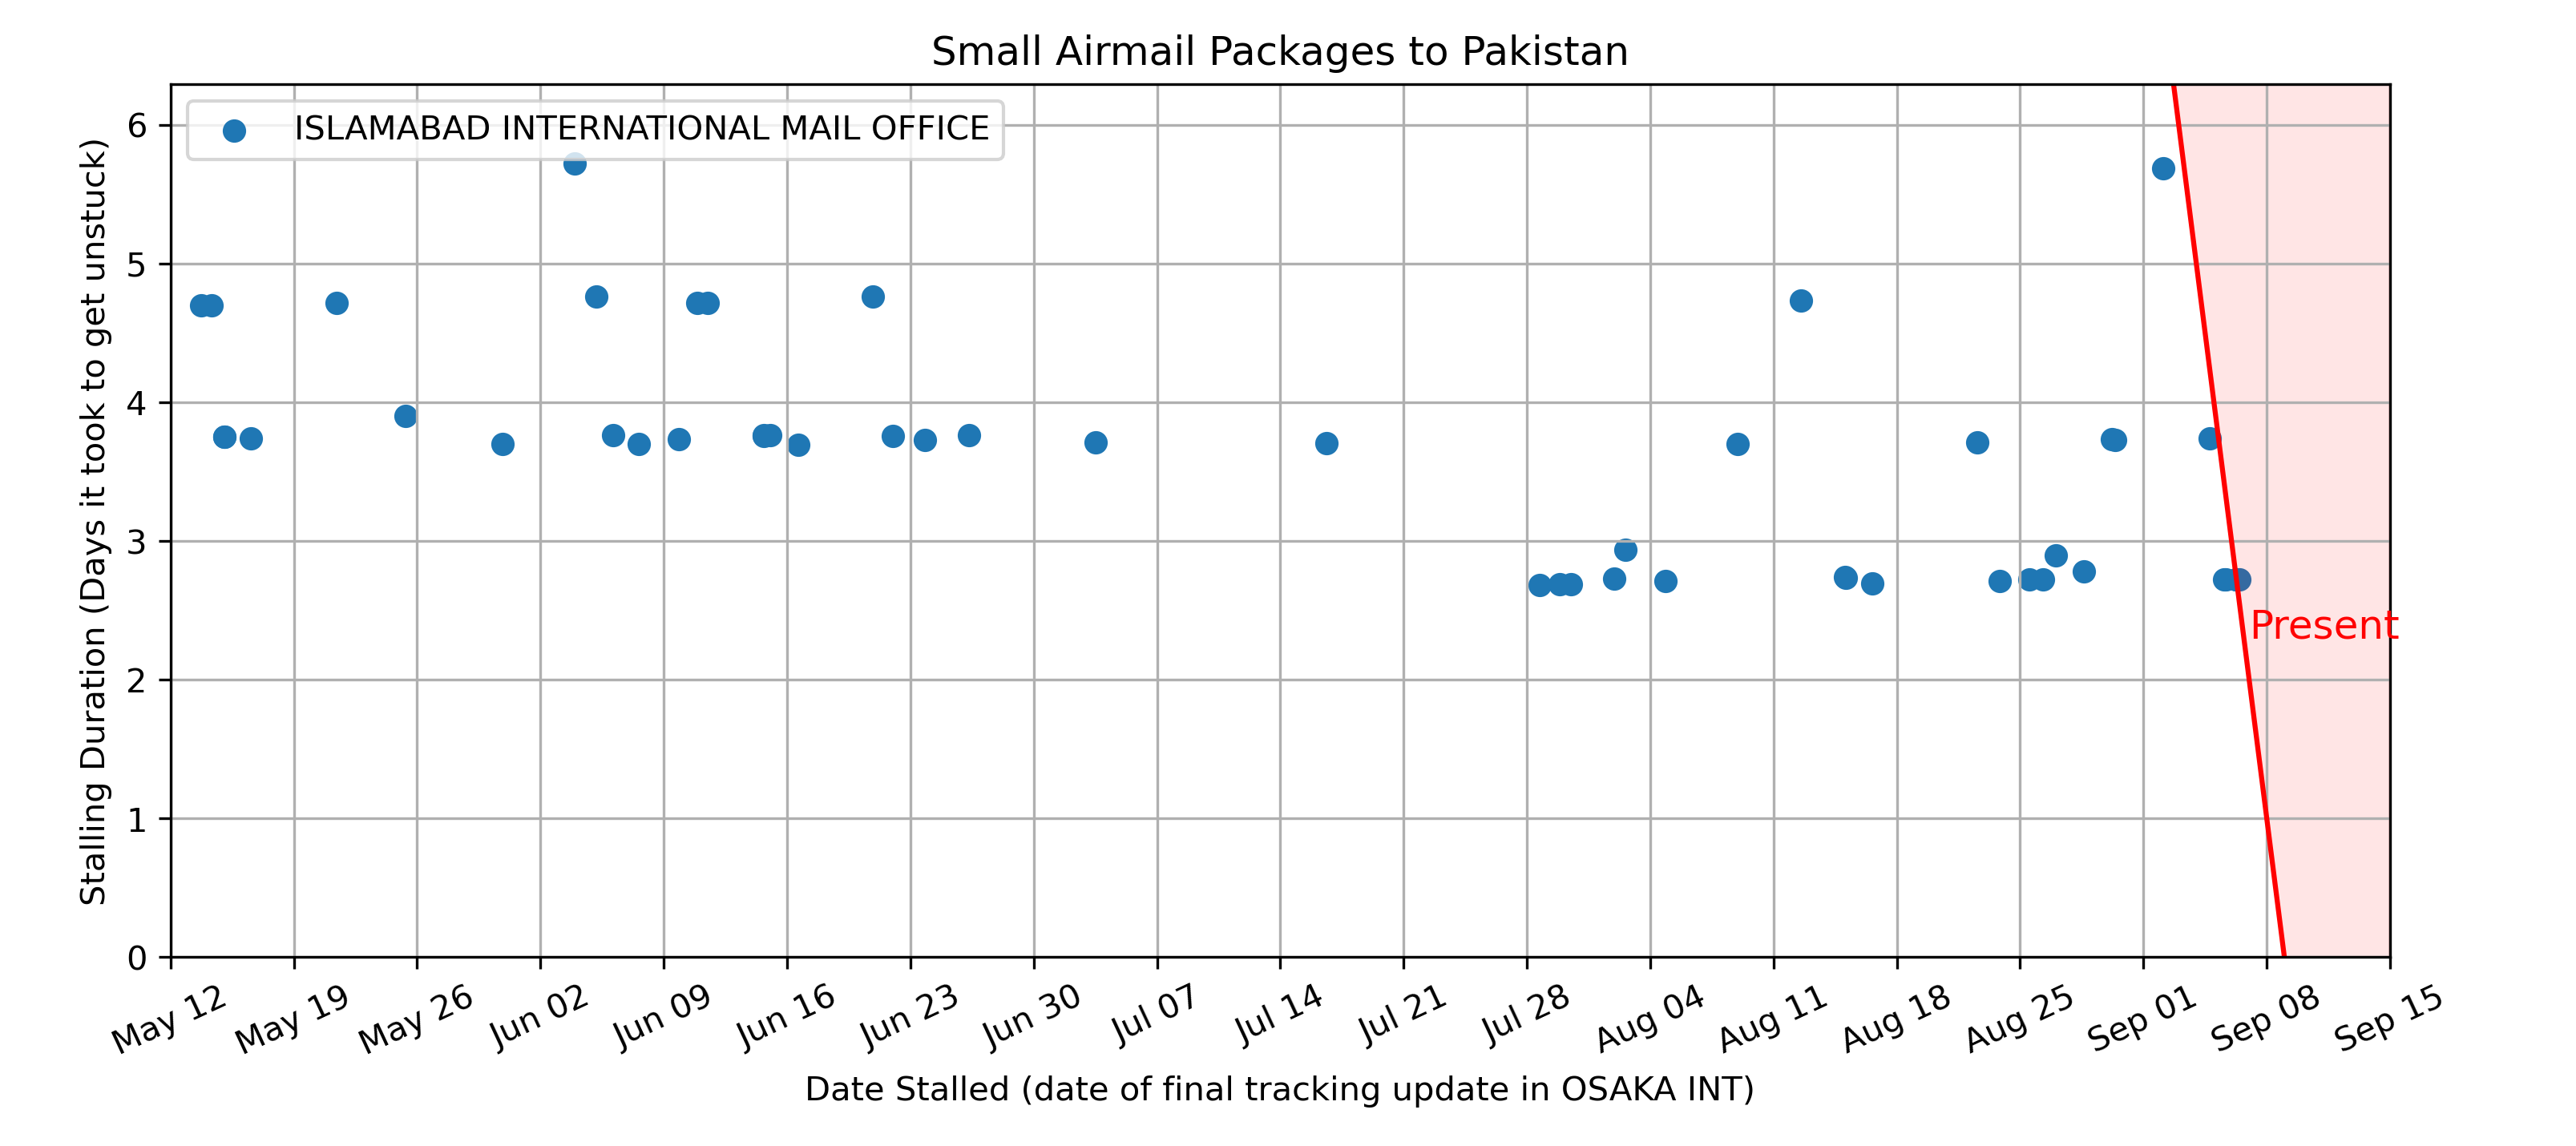 Small Airmail Packages to Pakistan
ISLAMABAD INTERNATIONAL MAIL OFFICE
Stalling Duration (Days it took to get unstuck)
6
5
4
3
2
1
0
Present
May 12
May 19
May 26
Jun 02
Jun 09
Jun 16
Jun 23
Jun 30
Jul 07
Jul 14
Jul 21
Jul 28
Aug 04
Aug 11
Aug 18
Aug 25
Sep 01
Sep 08
Sep 15
Date Stalled (date of final tracking update in OSAKA INT)